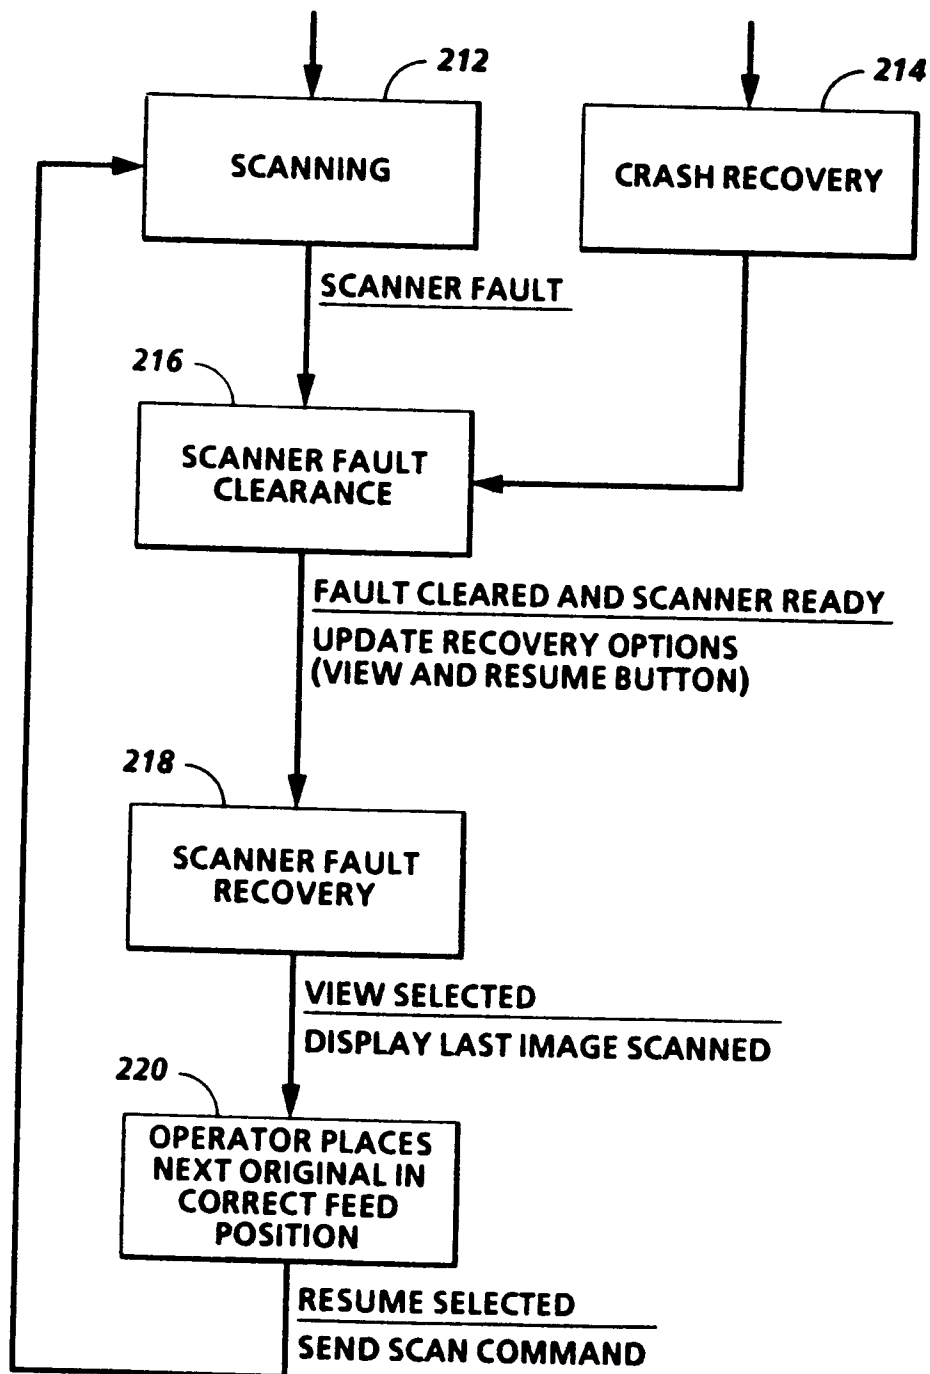 212
214
SCANNING
CRASH RECOVERY
SCANNER FAULT
216
SCANNER FAULT
CLEARANCE
FAULT CLEARED AND SCANNER READY
UPDATE RECOVERY OPTIONS
(VIEW AND RESUME BUTTON)
218
SCANNER FAULT
RECOVERY
VIEW SELECTED
DISPLAY LAST IMAGE SCANNED
220
OPERATOR PLACES
NEXT ORIGINAL IN
CORRECT FEED
POSITION
RESUME SELECTED
SEND SCAN COMMAND